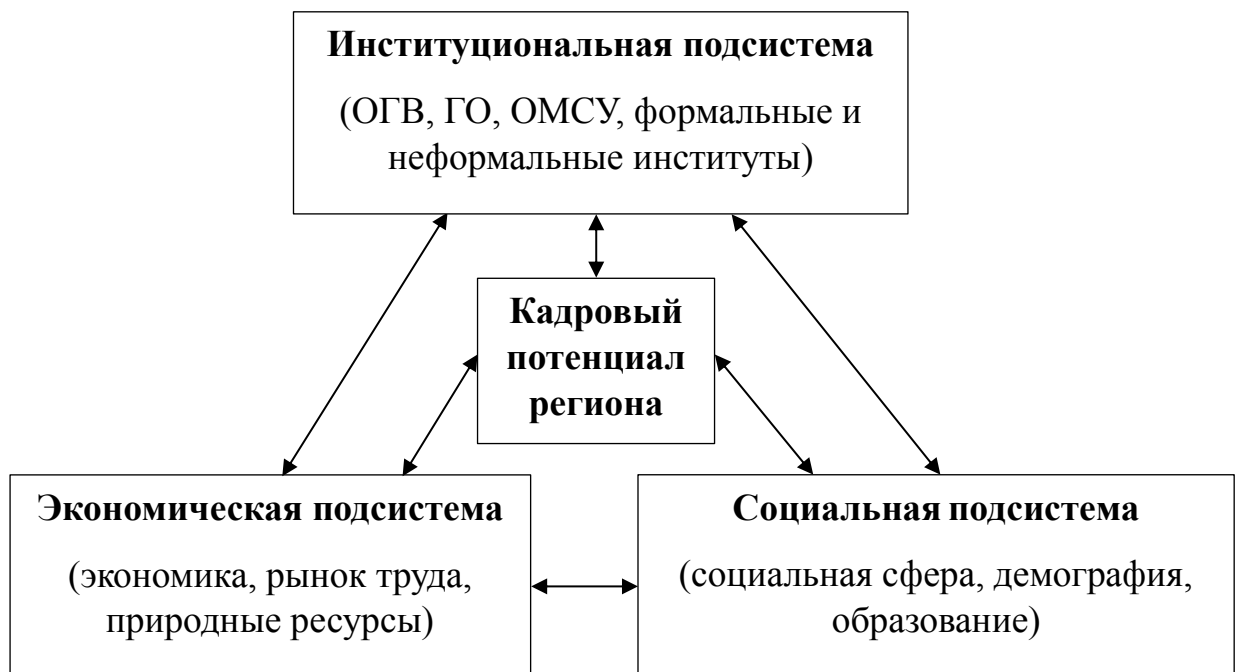 Институциональная подсистема
(ОГВ, ГО, ОМСУ, формальные и
неформальные институты)
Кадровый
потенциал
региона
Экономическая подсистема
(экономика, рынок труда,
природные ресурсы)
Социальная подсистема
(социальная сфера, демография,
образование)